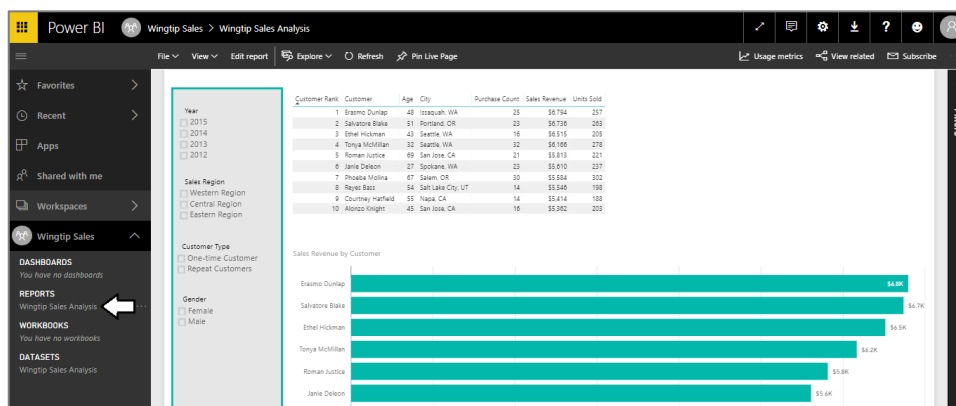 Power BI
Wingtip Sales > Wingtip Sales Analysis
File View Edit report Explore Refresh Pin Live Page Usage metrics View related Subscribe
Favorites
Recent
Apps
Shared with me
Workspaces
Wingtip Sales
DASHBOARDS
You have no dashboards
REPORTS
Wingtip Sales Analysis
WORKBOOKS
You have no workbooks
DATASETS
Wingtip Sales Analysis
Year
2015
2014
2013
2012
Sales Region
Western Region
Central Region
Eastern Region
Customer Type
One-time Customer
Repeat Customers
Gender
Female
Male
Customer Rank Customer Age City Purchase Count Sales Revenue Units Sold
1 Erasmo Dunlap 48 Issaquah, WA 25 $6,794 257
2 Salvatore Blake 51 Portland, OR 23 $6,736 263
3 Ethel Hickman 43 Seattle, WA 16 $6,515 205
4 Tonya McMillan 32 Seattle, WA 32 $6,166 278
5 Roman Justice 69 San Jose, CA 21 $5,813 221
6 Janie Deleon 27 Spokane, WA 23 $5,610 237
7 Phoebe Molina 67 Salem, OR 30 $5,584 302
8 Reyes Bass 54 Salt Lake City, UT 14 $5,546 198
9 Courtney Hatfield 55 Napa, CA 14 $5,414 188
10 Alonzo Knight 45 San Jose, CA 16 $5,362 203
Sales Revenue by Customer
Erasmo Dunlap $6.8K
Salvatore Blake $6.7K
Ethel Hickman $6.5K
Tonya McMillan $6.2K
Roman Justice $5.8K
Janie Deleon $5.6K